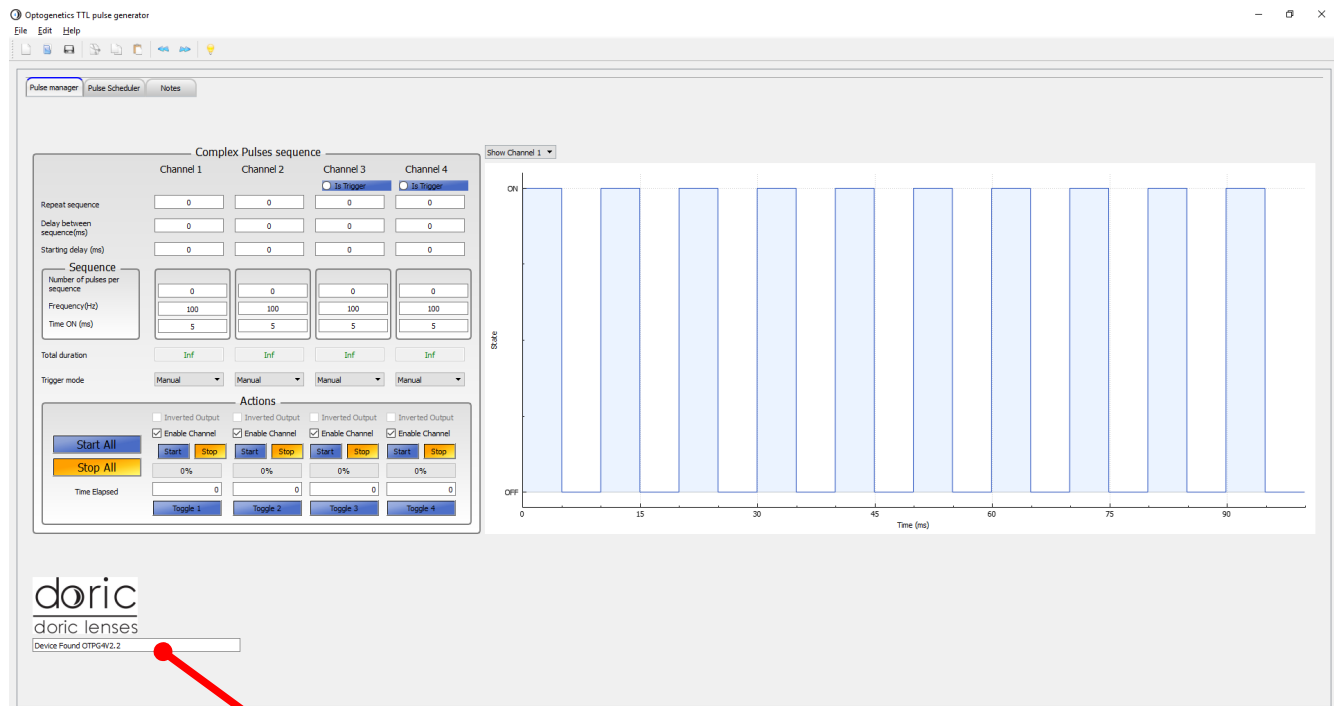 Optogenetics TTL pulse generator
File Edit Help
Pulse manager Pulse Scheduler Notes
Complex Pulses sequence
Channel 1 Channel 2 Channel 3 Channel 4
Is Trigger Is Trigger
Repeat sequence 0 0 0 0
Delay between
sequence(ms) 0 0 0 0
Starting delay (ms) 0 0 0 0
Sequence
Number of pulses per
sequence 0 0 0 0
Frequency(Hz) 100 100 100 100
Time ON (ms) 5 5 5 5
Total duration Inf Inf Inf Inf
Trigger mode Manual Manual Manual Manual
Actions
Inverted Output Inverted Output Inverted Output Inverted Output
Enable Channel Enable Channel Enable Channel Enable Channel
Start All Start Stop Start Stop Start Stop Start Stop
Stop All 0% 0% 0% 0%
Time Elapsed 0 0 0 0
Toggle 1 Toggle 2 Toggle 3 Toggle 4
Show Channel 1
ON
State
OFF
0 15 30 45 60 75 90
Time (ms)
doric
doric lenses
Device Found OTPG4V2.2